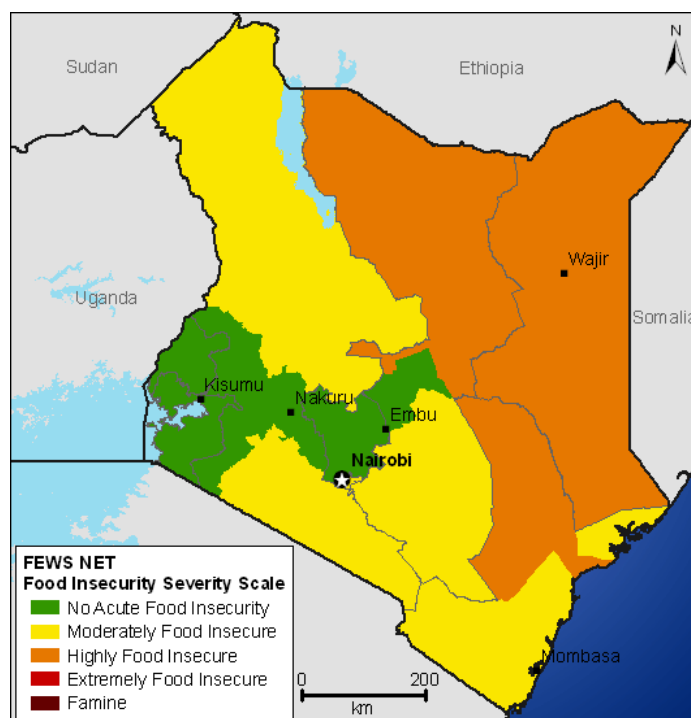 N
Sudan
Ethiopia
Wajir
Uganda
Somalia
Kisumu
Nakuru
Embu
Nairobi
FEWS NET
Food Insecurity Severity Scale
No Acute Food Insecurity
Moderately Food Insecure
Highly Food Insecure
Extremely Food Insecure
Famine
Mombasa
0 200
km